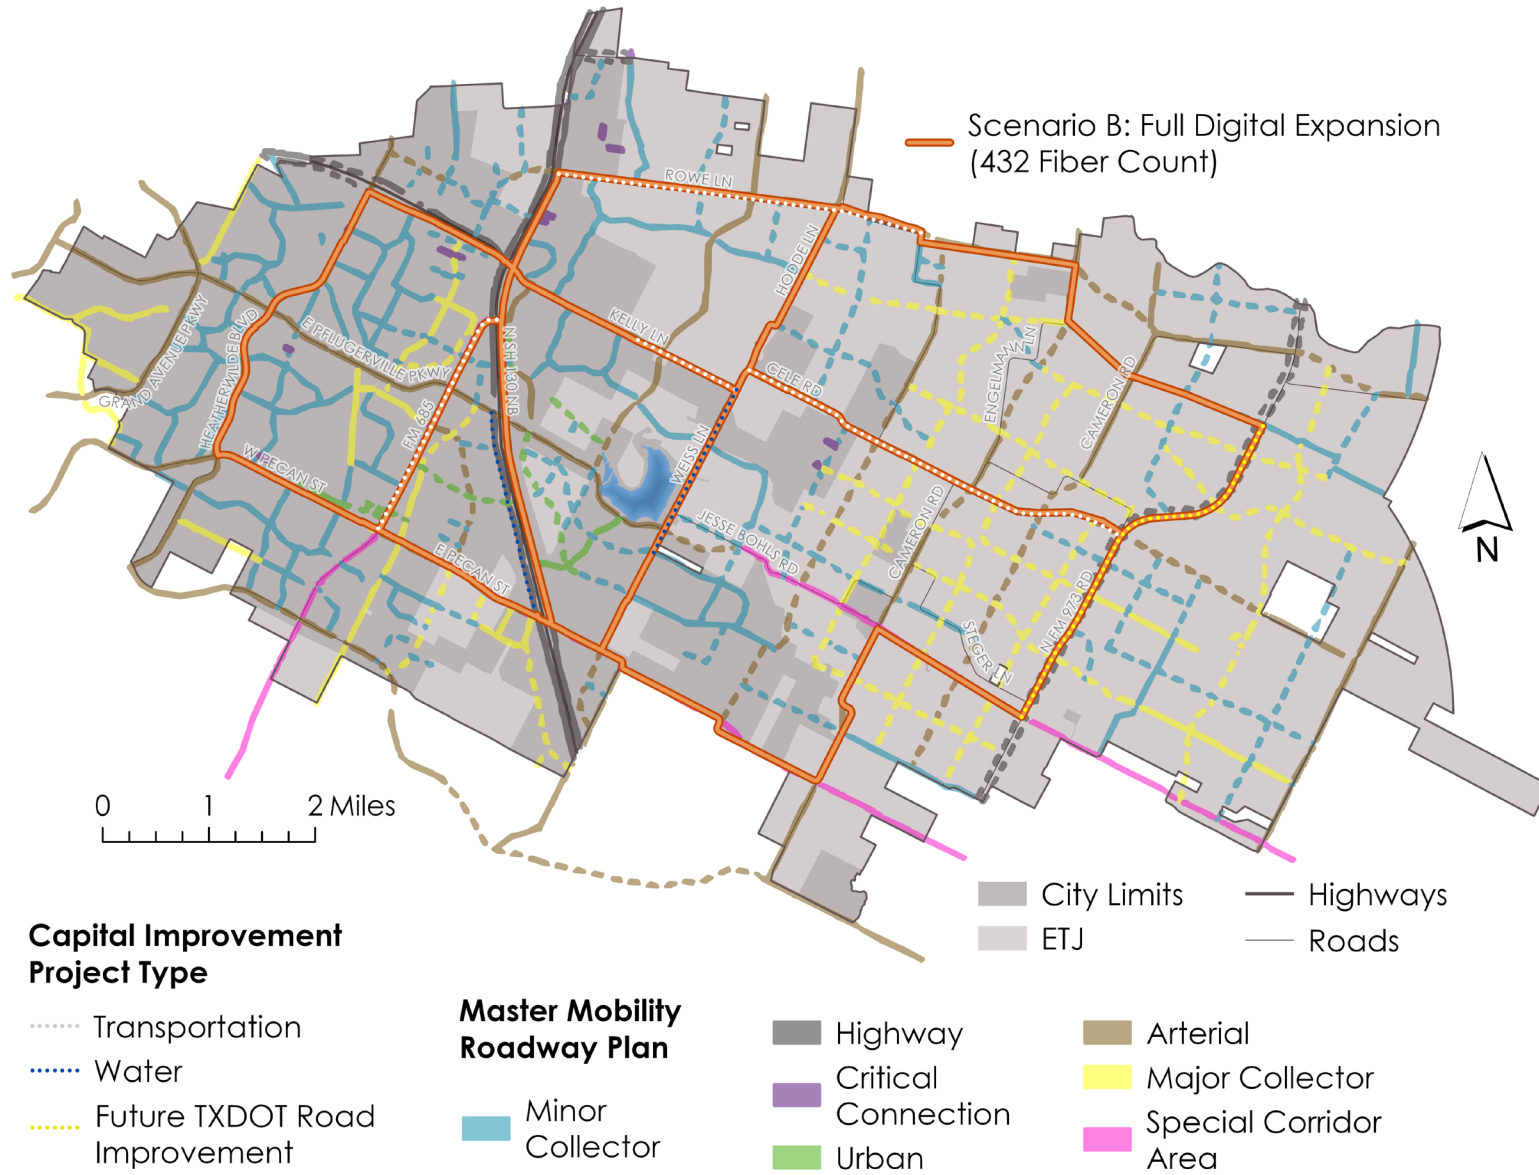 Scenario B: Full Digital Expansion
(432 Fiber Count)
ROWE LN
HODDE LN
KELLY LN
N SH 130 NB
E PFLUGERVILLE PKWY
GRAND AVENUE PKWY
HEATHERWILDE BLVD
FM 685
W PECAN ST
E PECAN ST
WEISS LN
CELE RD
ENGELMANN LN
CAMERON RD
CAMERON RD
JESSE BOHLS RD
STEGER LN
N FM 973 RD
N
0 1 2 Miles
City Limits
ETJ
Highways
Roads
Capital Improvement
Project Type
Transportation
Water
Future TXDOT Road
Improvement
Master Mobility
Roadway Plan
Minor
Collector
Highway
Critical
Connection
Urban
Arterial
Major Collector
Special Corridor
Area